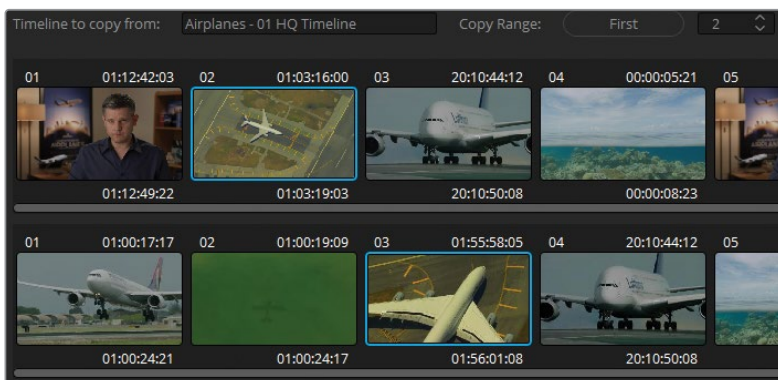 Timeline to copy from: Airplanes - 01 HQ Timeline Copy Range: First 2
01 01:12:42:03 02 01:03:16:00 03 20:10:44:12 04 00:00:05:21 05
01:12:49:22 01:03:19:03 20:10:50:08 00:00:08:23
01 01:00:17:17 02 01:00:19:09 03 01:55:58:05 04 20:10:44:12 05
01:00:24:21 01:00:24:17 01:56:01:08 20:10:50:08